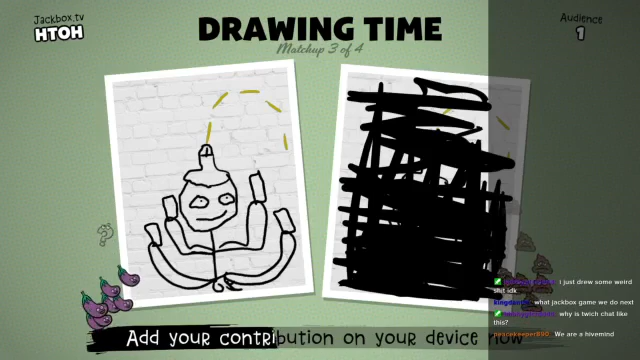 Jackbox.tv
HTOH
DRAWING TIME
Matchup 3 of 4
Audience
1
?
Add your contribution on your device now
i just drew some weird
shit idk
what jackbox game we do next
why is twich chat like
this?
We are a hivemind